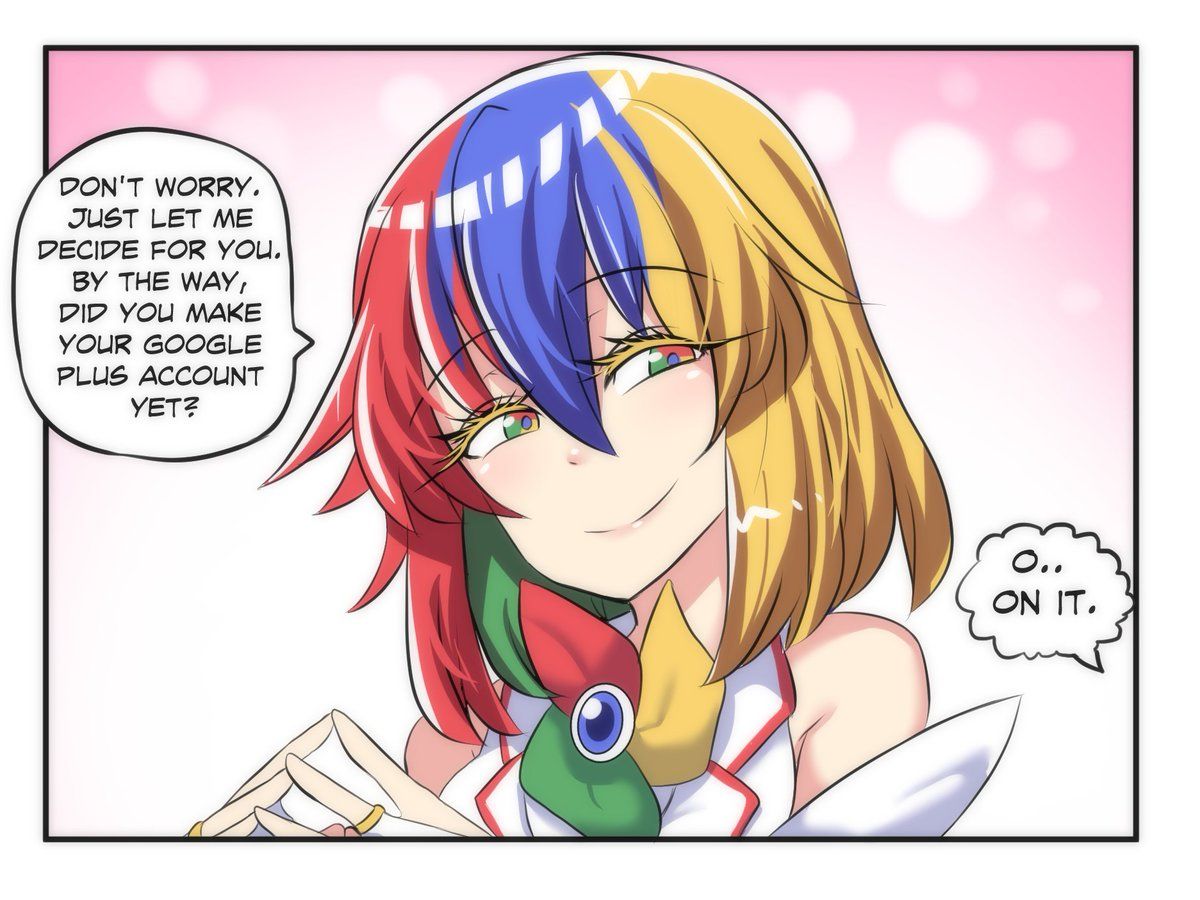 DON'T WORRY.
JUST LET ME
DECIDE FOR YOU.
BY THE WAY,
DID YOU MAKE
YOUR GOOGLE
PLUS ACCOUNT
YET?
O..
ON IT.